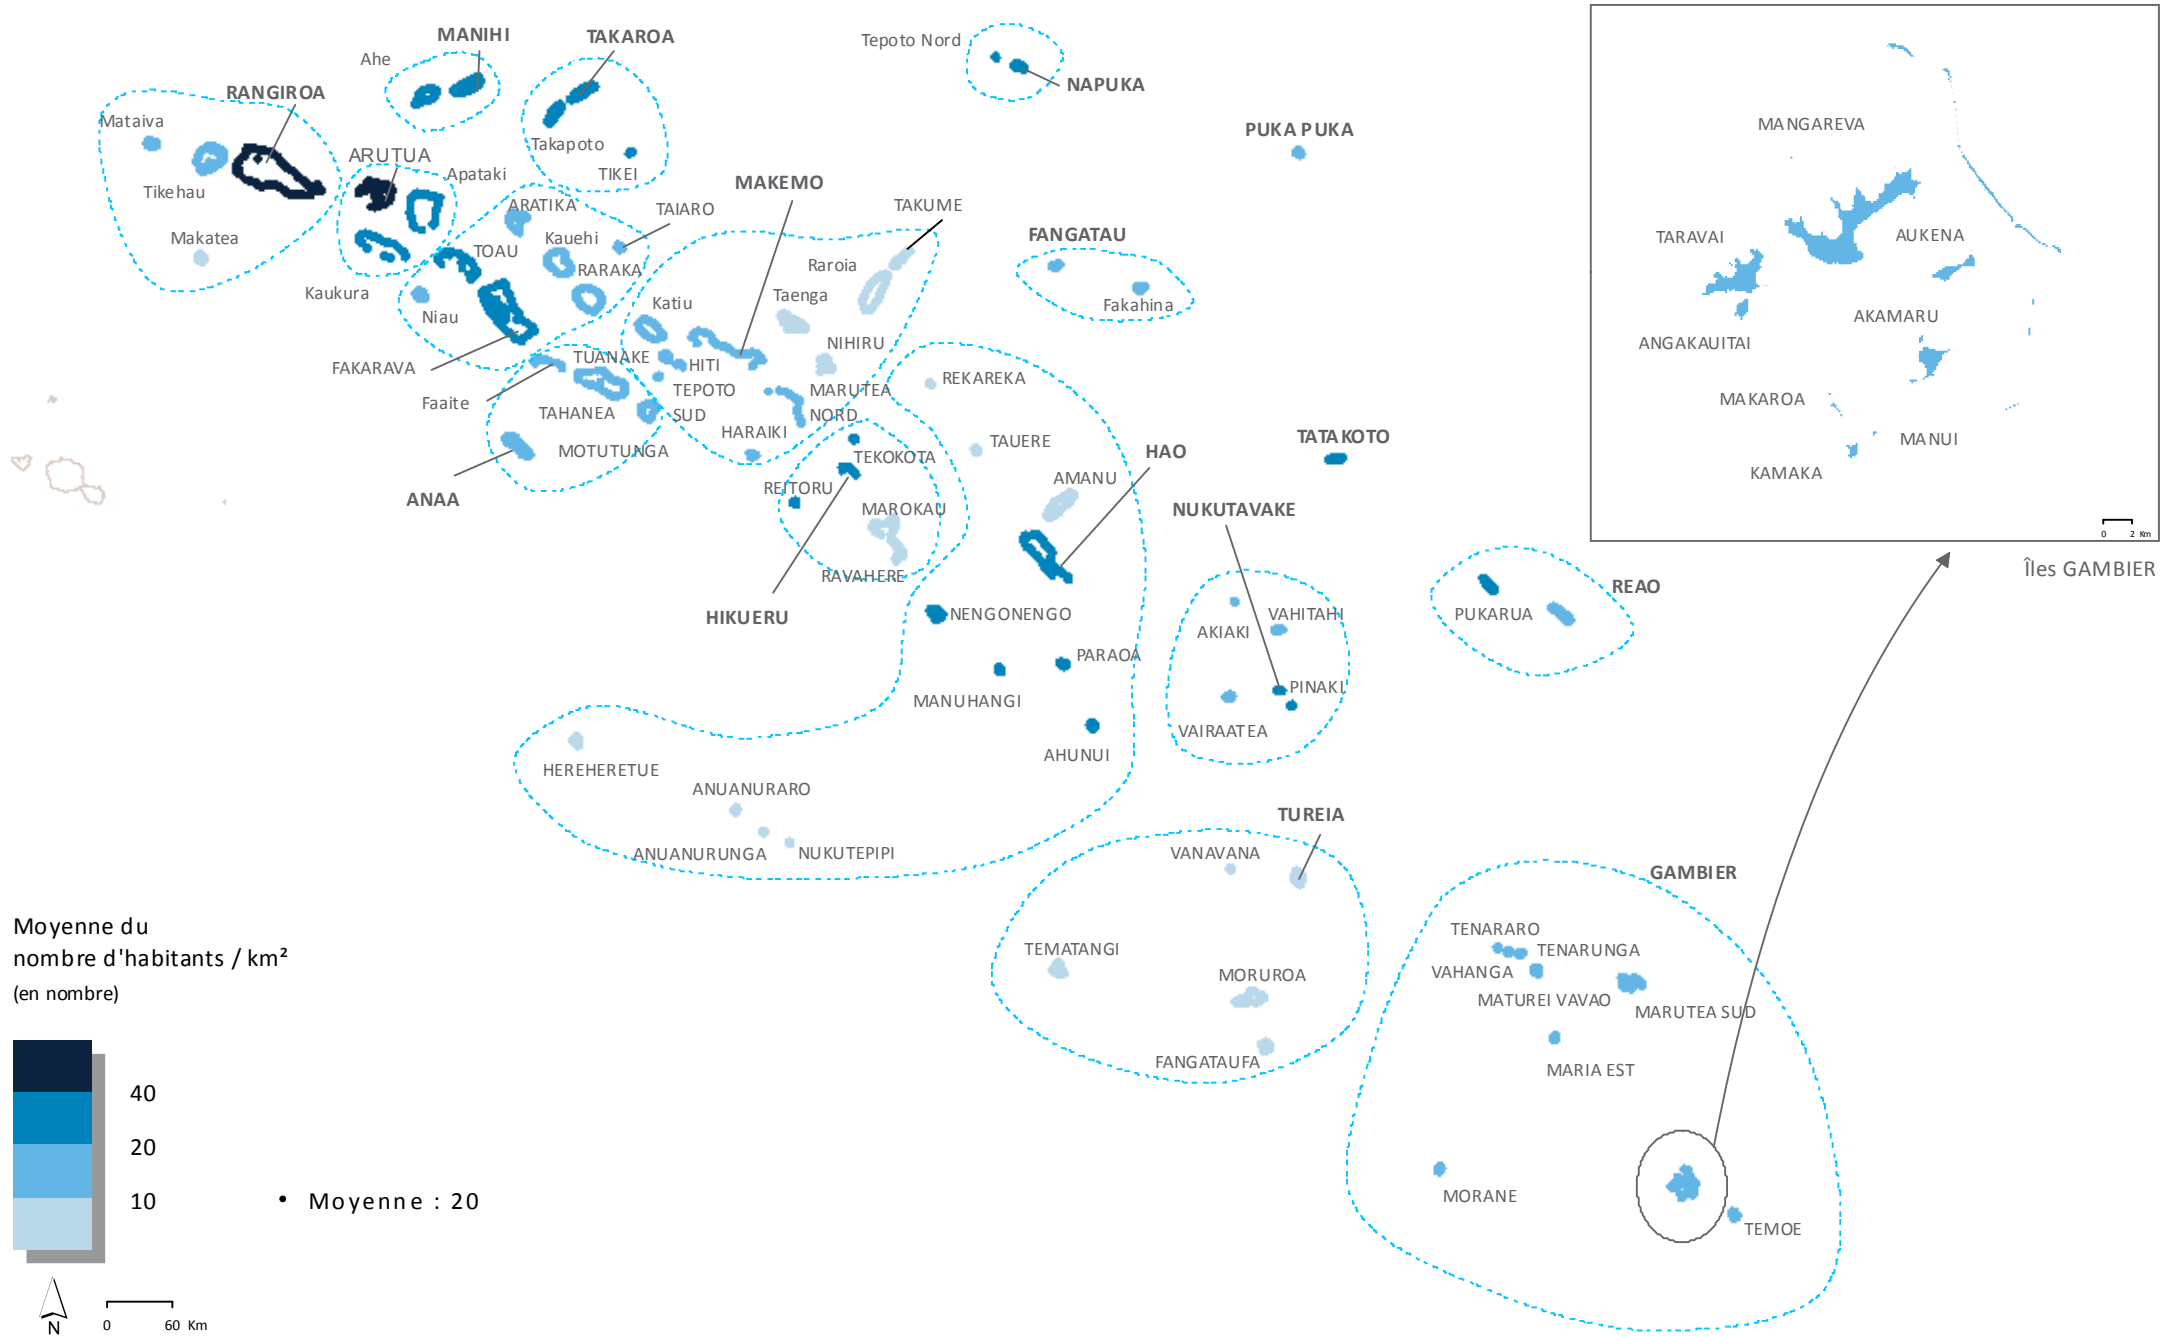 MANIHI
TAKAROA
Tepoto Nord
Ahe
NAPUKA
RANGIROA
Mataiva
MANGAREVA
PUKA PUKA
Takapoto
ARUTUA
Apataki
TIKEI
MAKEMO
Tikehau
ARATIKA
TAIARO
TAKUME
Makatea
TOAU
Kauehi
FANGATAU
TARAVAI
AUKENA
RARAKA
Raroia
Kaukura
Niau
Katiu
Taenga
Fakahina
AKAMARU
NIHIRU
ANGAKAUITAI
FAKARAVA
TUANAKE
HITI
REKAREKA
Faaite
TEPOTO
SUD
MARUTEA
NORD
MAKAROA
TAHANEA
HARAIKI
MANUI
MOTUTUNGA
TAUERE
TATAKOTO
HAO
TEKOKOTA
KAMAKA
ANAA
REITORU
AMANU
MAROKAU
NUKUTAVAKE
0 2 Km
Îles GAMBIER
RAVAHERE
REAO
HIKUERU
NENGONENGO
VAHITAHI
PUKARUA
AKIAKI
PARAOA
MANUHANGI
PINAKI
VAIRAATEA
AHUNUI
HEREHERETUE
ANUANURARO
TUREIA
ANUANURUNGA
NUKUTEPIPI
VANAVANA
GAMBIER
TENARARO
TEMATANGI
TENARUNGA
MORUROA
VAHANGA
MATUREI VAVAO
MARUTEA SUD
FANGATAUFA
MARIA EST
MORANE
TEMOE
Moyenne du
nombre d'habitants / km²
(en nombre)
40
20
10
• Moyenne : 20
N
0 60 Km